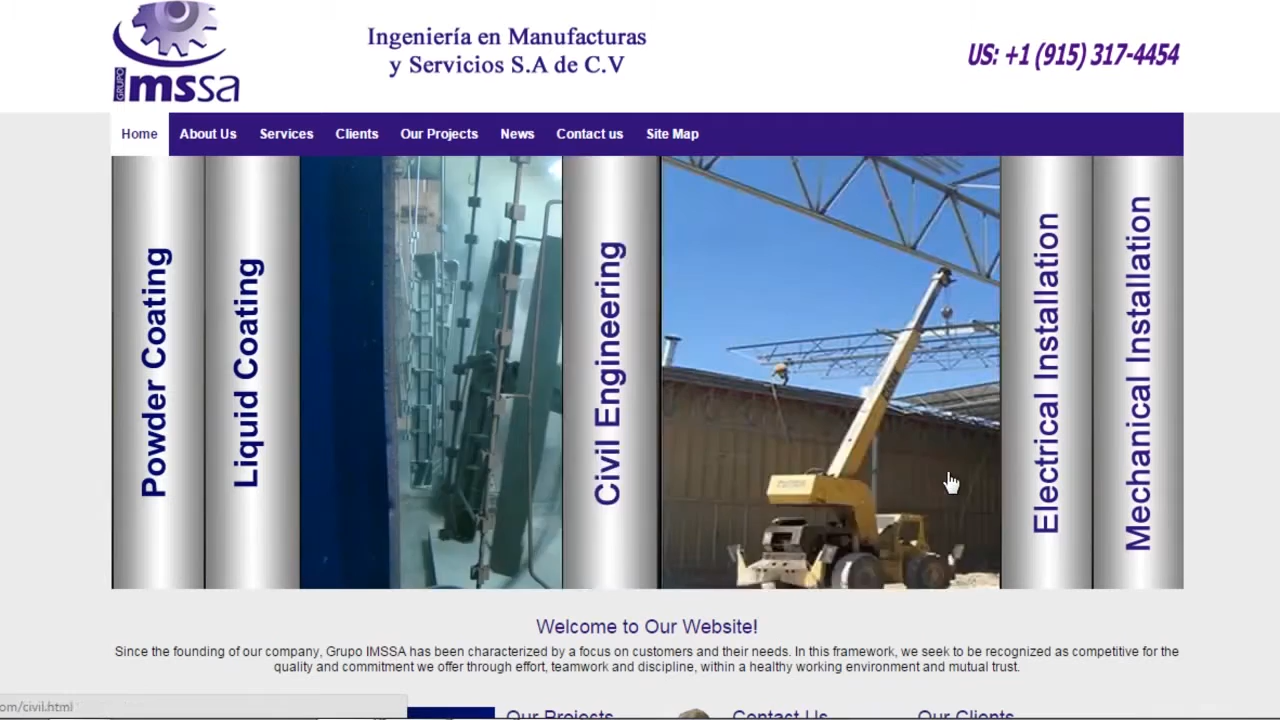 GRUPO
imssa
Ingeniería en Manufacturas
y Servicios S.A de C.V
US: +1 (915) 317-4454
Home
About Us
Services
Clients
Our Projects
News
Contact us
Site Map
Powder Coating
Liquid Coating
Civil Engineering
Electrical Installation
Mechanical Installation
Welcome to Our Website!
Since the founding of our company, Grupo IMSSA has been characterized by a focus on customers and their needs. In this framework, we seek to be recognized as competitive for the
quality and commitment we offer through effort, teamwork and discipline, within a healthy working environment and mutual trust.
om/civil.html
Our Projects
Contact Us
Our Clients